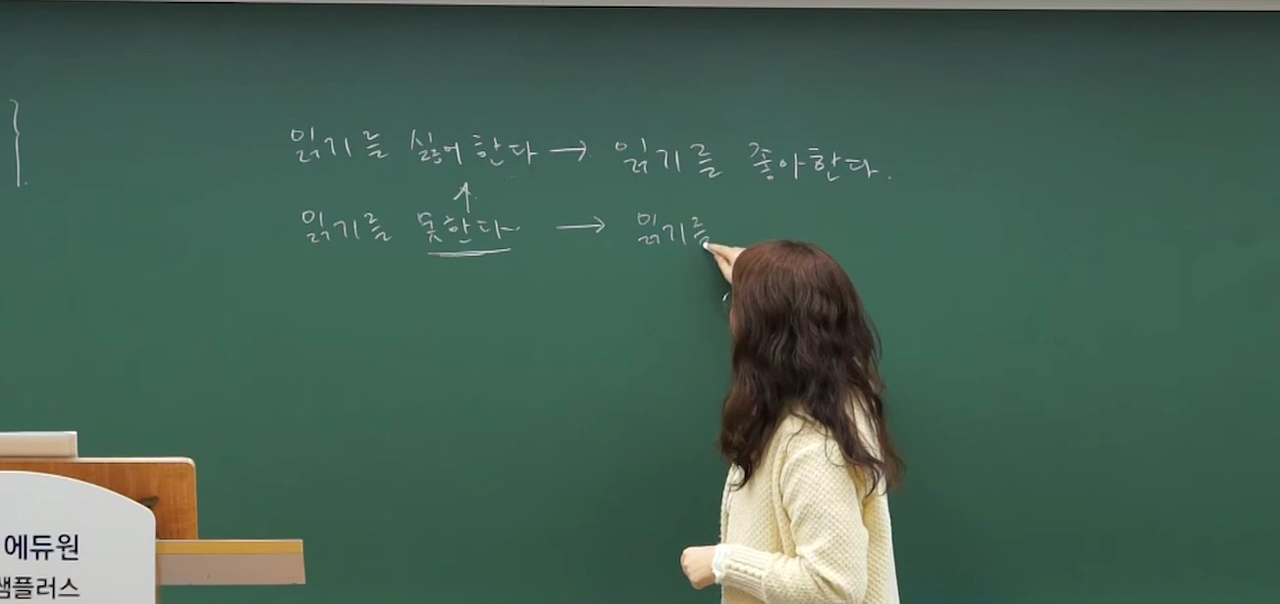 읽기를 싫어한다 → 읽기를 좋아한다.
↑
읽기를 못한다 → 읽기를
에듀원
쌤플러스